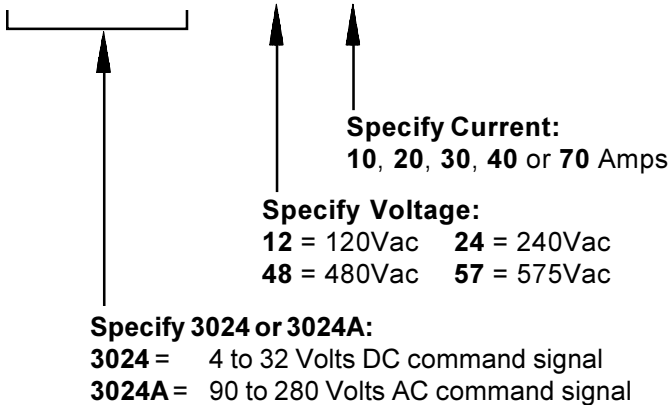 Specify Current:
10, 20, 30, 40 or 70 Amps
Specify Voltage:
12 = 120Vac 24 = 240Vac
48 = 480Vac 57 = 575Vac
Specify 3024 or 3024A:
3024 = 4 to 32 Volts DC command signal
3024A = 90 to 280 Volts AC command signal